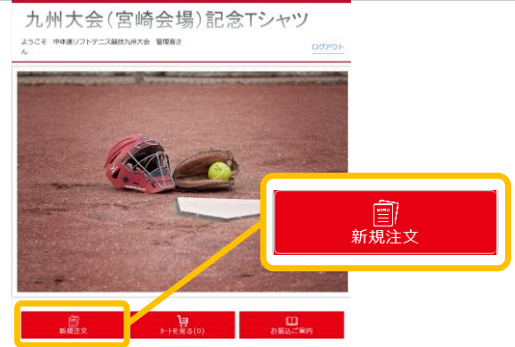 九州大会(宮崎会場)記念Tシャツ
ようこそ 中体連ソフトテニス競技九州大会 管理者さ
ん
ログアウト
新規注文
新規注文
カートを見る(0)
お振込ご案内